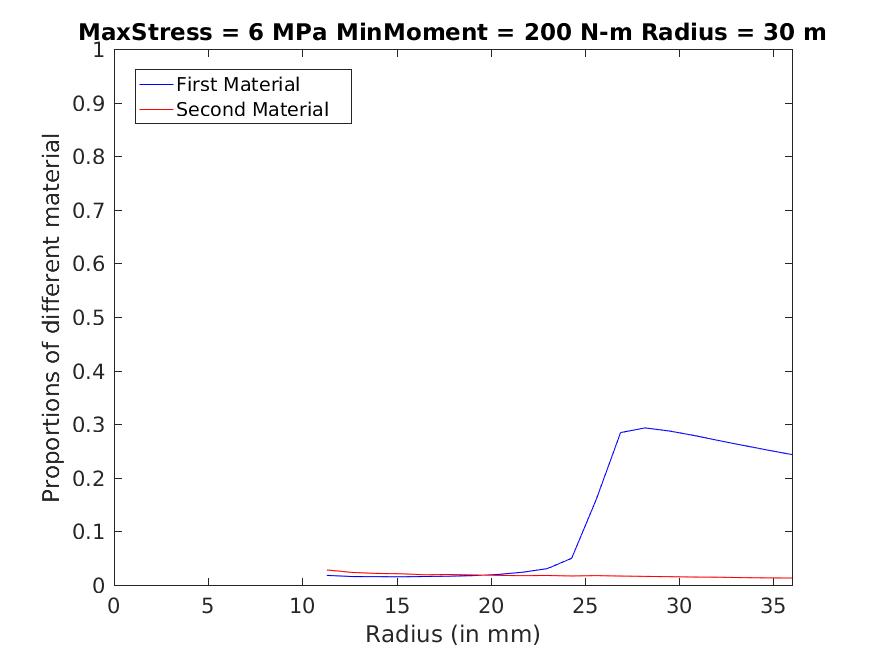 MaxStress = 6 MPa MinMoment = 200 N-m Radius = 30 m
1
0.9
0.8
0.7
0.6
0.5
0.4
0.3
0.2
0.1
0
First Material
Second Material
Proportions of different material
0 5 10 15 20 25 30 35
Radius (in mm)